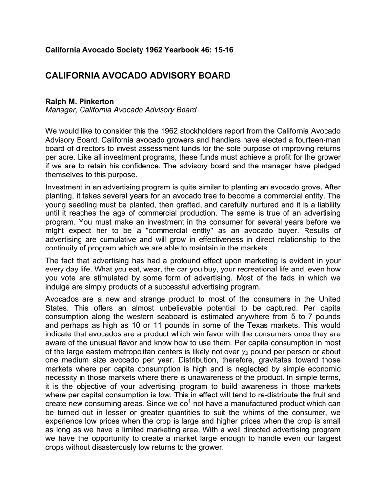 California Avocado Society 1962 Yearbook 46: 15-16
CALIFORNIA AVOCADO ADVISORY BOARD
Ralph M. Pinkerton
Manager, California Avocado Advisory Board
We would like to consider this the 1962 stockholders report from the California Avocado
Advisory Board. California avocado growers and handlers have elected a fourteen-man
board of directors to invest assessment funds for the sole purpose of improving returns
per acre. Like all investment programs, these funds must achieve a profit for the grower
if we are to retain his confidence. The advisory board and the manager have pledged
themselves to this purpose.
Investment in an advertising program is quite similar to planting an avocado grove. After
planting, it takes several years for an avocado tree to become a commercial entity. The
young seedling must be planted, then grafted, and carefully nurtured and it is a liability
until it reaches the age of commercial production. The same is true of an advertising
program. You must make an investment in the consumer for several years before we
might expect her to be a "commercial entity" as an avocado buyer. Results of
advertising are cumulative and will grow in effectiveness in direct relationship to the
continuity of program which we are able to maintain in the markets.
The fact that advertising has had a profound effect upon marketing is evident in your
every day life. What you eat, wear, the car you buy, your recreational life and, even how
you vote are stimulated by some form of advertising. Most of the fads in which we
indulge are simply products of a successful advertising program.
Avocados are a new and strange product to most of the consumers in the United
States. This offers an almost unbelievable potential to be captured. Per capita
consumption along the western seaboard is estimated anywhere from 5 to 7 pounds
and perhaps as high as 10 or 11 pounds in some of the Texas markets. This would
indicate that avocados are a product which win favor with the consumers once they are
aware of the unusual flavor and know how to use them. Per capita consumption in most
of the large eastern metropolitan centers is likely not over pound per person or about
one medium size avocado per year. Distribution, therefore, gravitates toward those
markets where per capita consumption is high and is neglected by simple economic
necessity in those markets where there is unawareness of the product. In simple terms,
it is the objective of your advertising program to build awareness in those markets
where per capital consumption is low. This in effect will tend to re-distribute the fruit and
create new consuming areas. Since we do not have a manufactured product which can
be turned out in lesser or greater quantities to suit the whims of the consumer, we
experience low prices when the crop is large and higher prices when the crop is small
as long as we have a limited marketing area. With a well directed advertising program
we have the opportunity to create a market large enough to handle even our largest
crops without disasterously low returns to the grower.